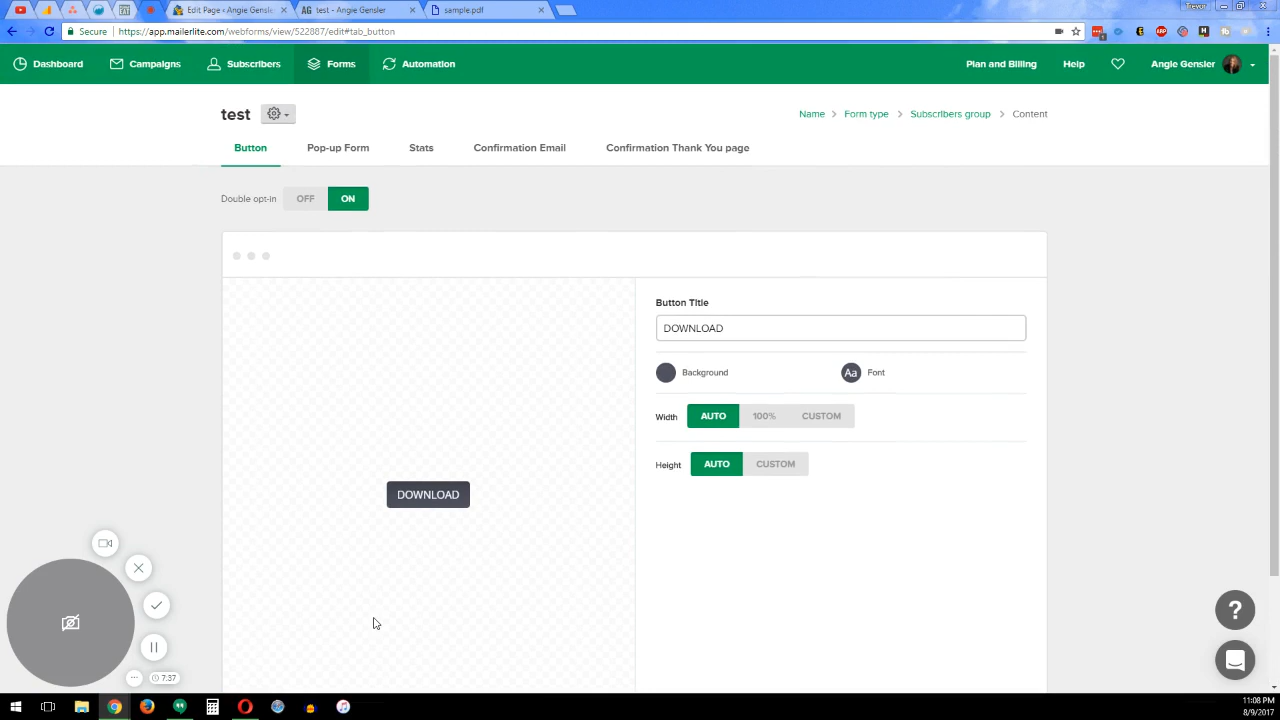 Trevor
Edit Page ‹ Angie Gensler
test - Angie Gensler
sample.pdf
Secure
https://app.mailerlite.com/webforms/view/522887/edit#tab_button
Dashboard
Campaigns
Subscribers
Forms
Automation
Plan and Billing
Help
Angie Gensler
test
Name
Form type
Subscribers group
Content
Button
Pop-up Form
Stats
Confirmation Email
Confirmation Thank You page
Double opt-in
OFF
ON
Button Title
DOWNLOAD
Background
Aa
Font
Width
AUTO
100%
CUSTOM
Height
AUTO
CUSTOM
DOWNLOAD
?
7:37
11:08 PM
8/9/2017